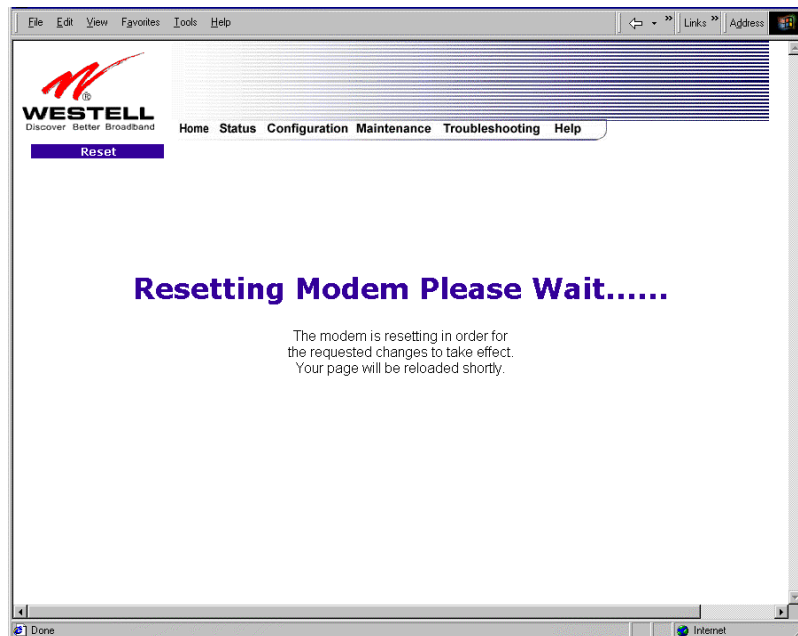 File Edit View Favorites Tools Help » Links » Address
WESTELL ®
Discover Better Broadband
Home Status Configuration Maintenance Troubleshooting Help
Reset
Resetting Modem Please Wait......
The modem is resetting in order for
the requested changes to take effect.
Your page will be reloaded shortly.
Done Internet